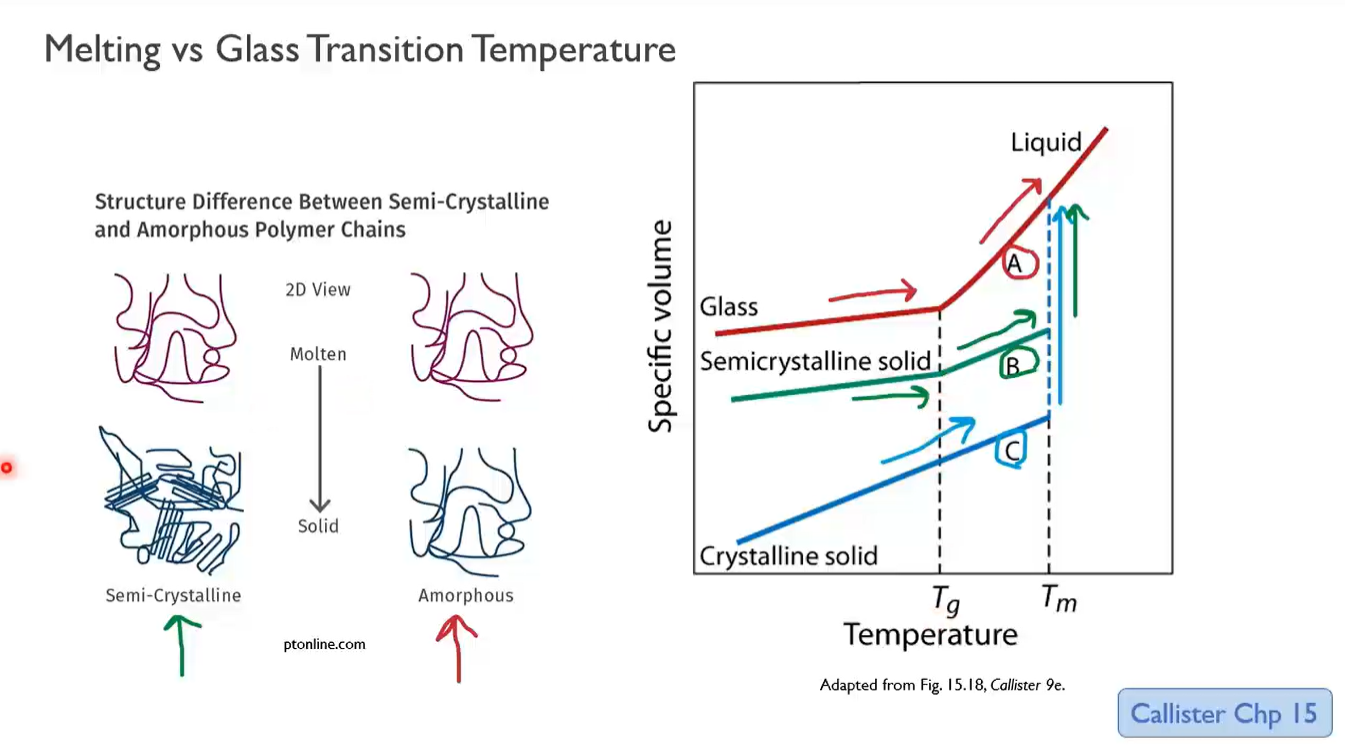 Melting vs Glass Transition Temperature
Structure Difference Between Semi-Crystalline
and Amorphous Polymer Chains
2D View
Molten
Solid
Semi-Crystalline
Amorphous
ptonline.com
Specific volume
Liquid
A
Glass
Semicrystalline solid
B
C
Crystalline solid
Tg
Tm
Temperature
Adapted from Fig. 15.18, Callister 9e.
Callister Chp 15